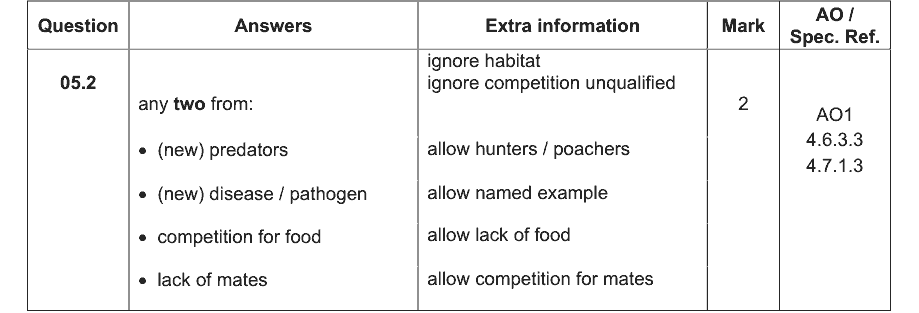 Question Answers Extra information Mark AO / Spec. Ref.
ignore habitat
05.2 ignore competition unqualified
any two from: 2
AO1
• (new) predators allow hunters / poachers 4.6.3.3
4.7.1.3
• (new) disease / pathogen allow named example
• competition for food allow lack of food
• lack of mates allow competition for mates